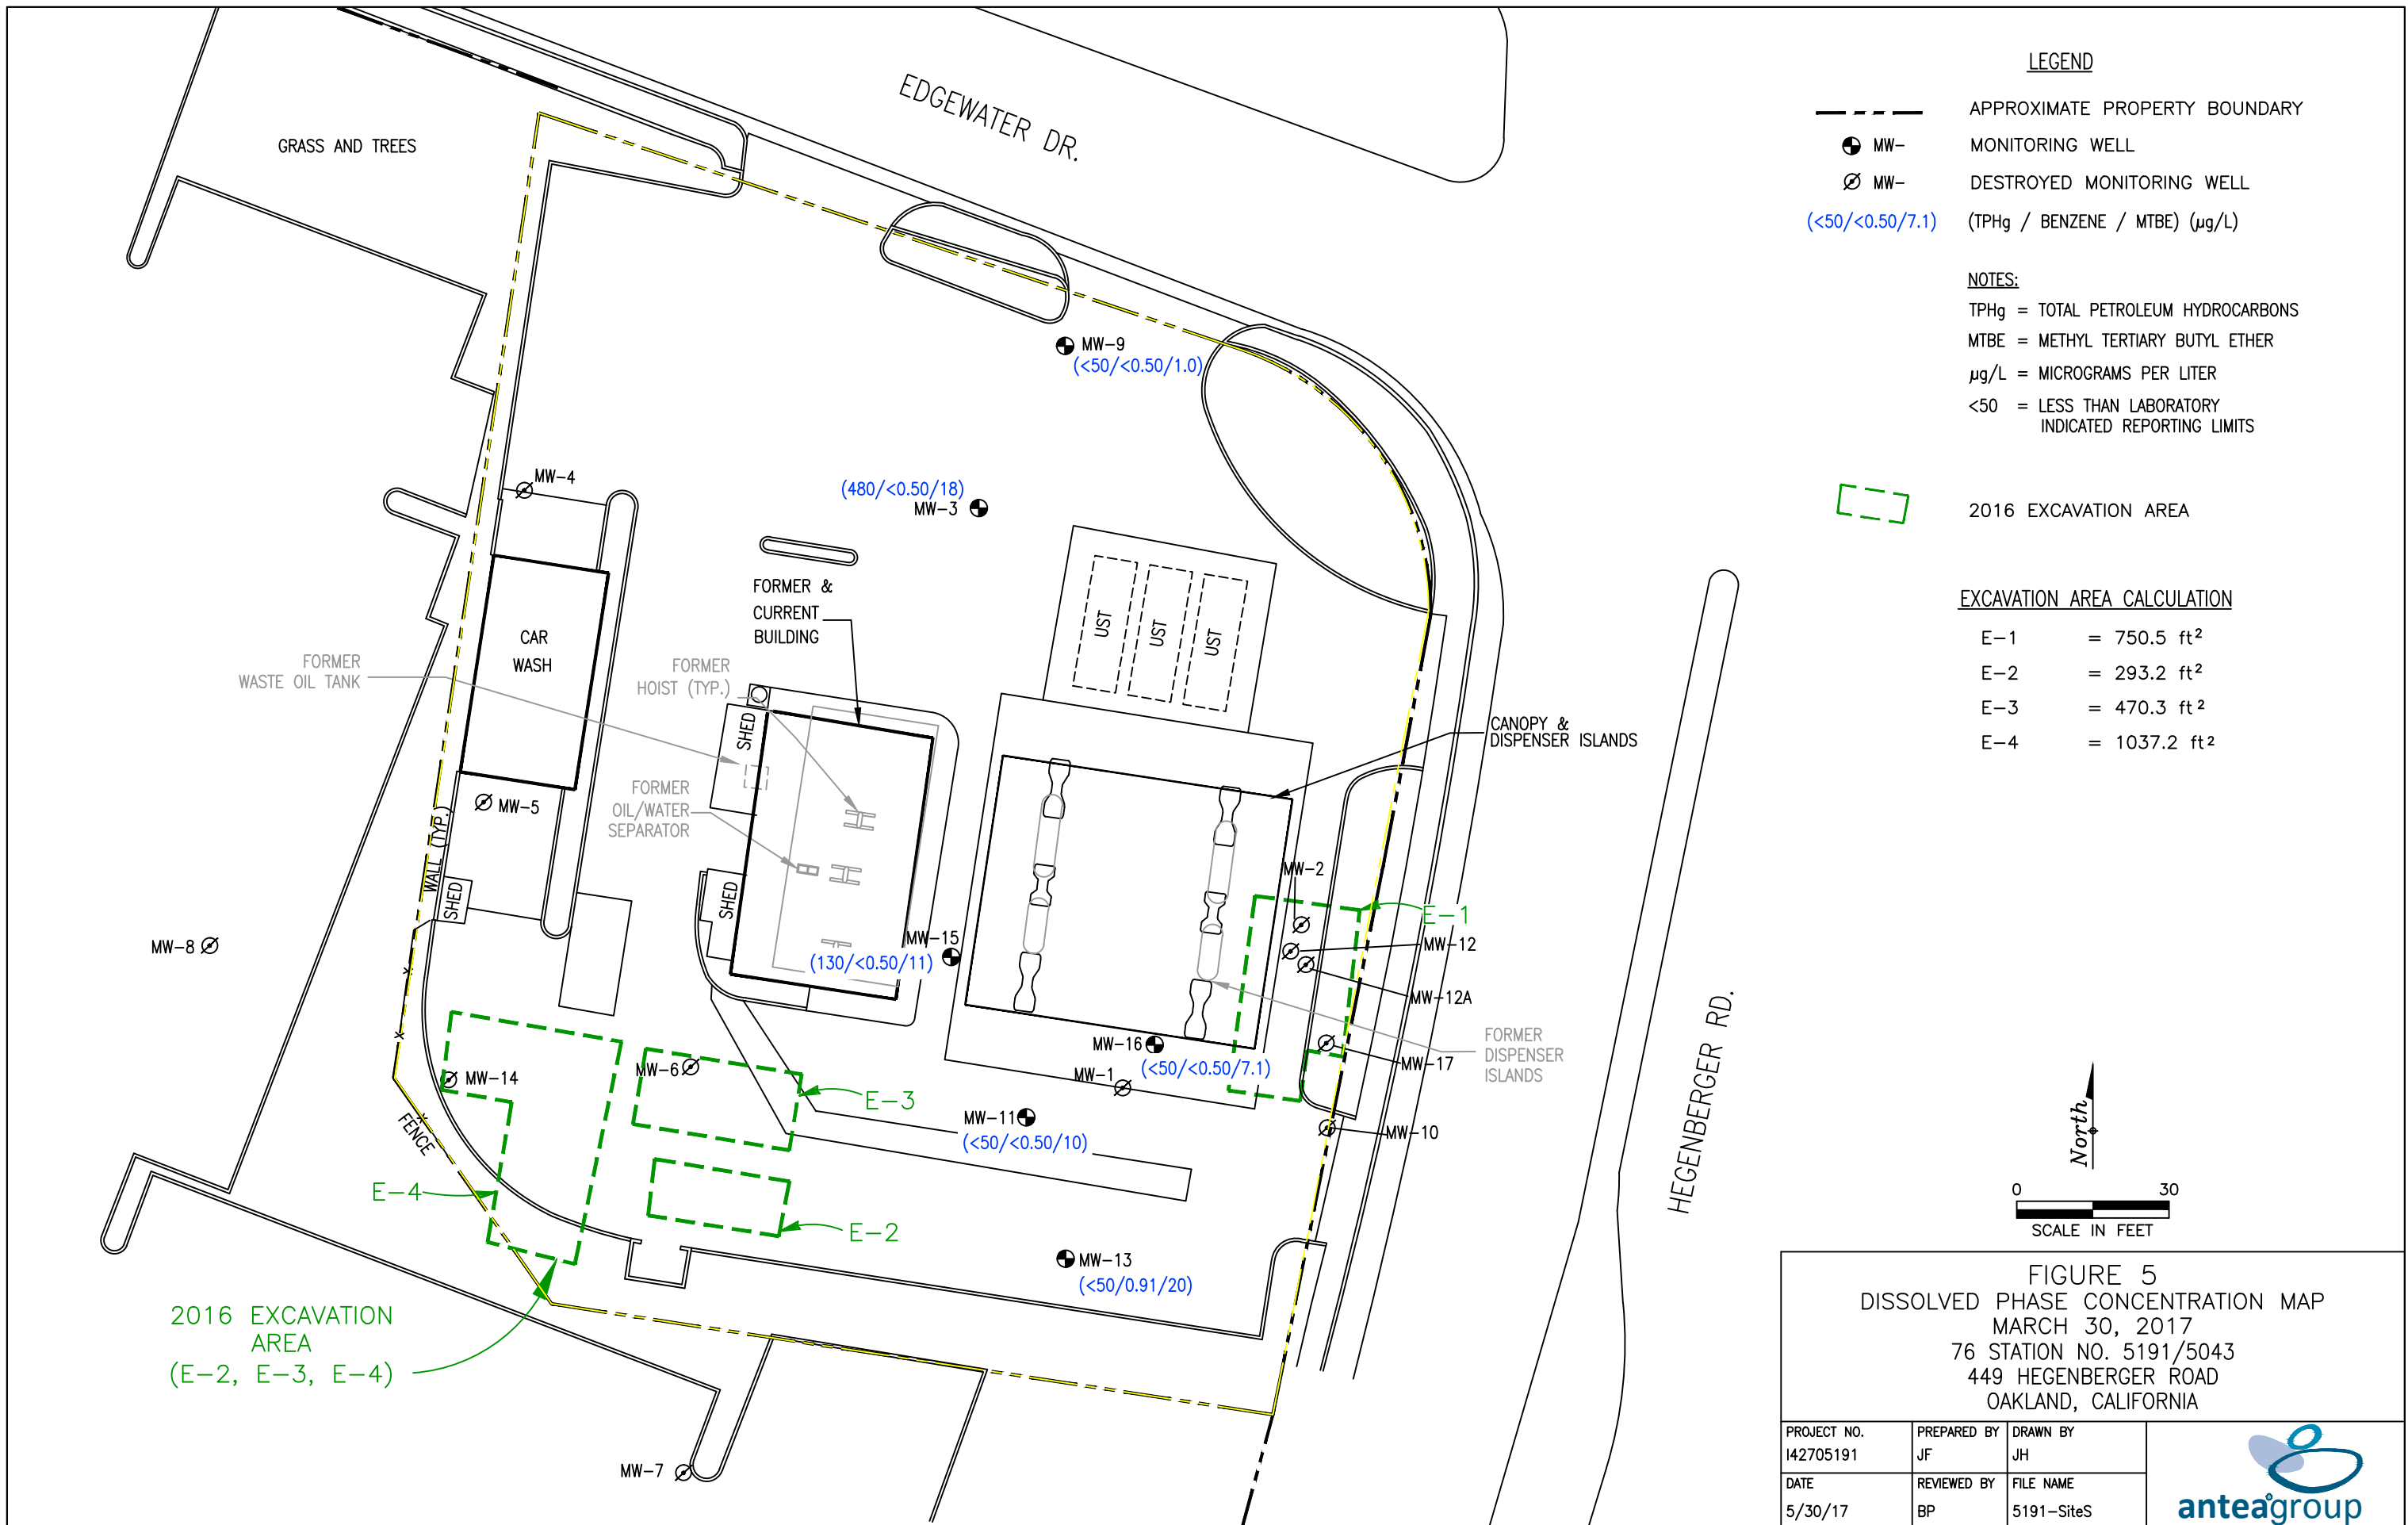 EDGEWATER DR.
GRASS AND TREES
MW-9
(<50/<0.50/1.0)
MW-4
(480/<0.50/18)
MW-3
FORMER &
CURRENT
BUILDING
UST
UST
UST
CAR
WASH
FORMER
WASTE OIL TANK
FORMER
HOIST (TYP.)
SHED
CANOPY &
DISPENSER ISLANDS
FORMER
OIL/WATER
SEPARATOR
MW-5
WALL (TYP.)
SHED
SHED
MW-2
E-1
MW-8
MW-15
(130/<0.50/11)
MW-12
MW-12A
MW-16
(<50/<0.50/7.1)
MW-17
FORMER
DISPENSER
ISLANDS
MW-14
MW-6
MW-1
E-3
MW-11
(<50/<0.50/10)
MW-10
FENCE
E-4
E-2
MW-13
(<50/0.91/20)
HEGENBERGER RD.
2016 EXCAVATION
AREA
(E-2, E-3, E-4)
MW-7
LEGEND
APPROXIMATE PROPERTY BOUNDARY
MW- MONITORING WELL
MW- DESTROYED MONITORING WELL
(<50/<0.50/7.1) (TPHg / BENZENE / MTBE) (µg/L)
NOTES:
TPHg = TOTAL PETROLEUM HYDROCARBONS
MTBE = METHYL TERTIARY BUTYL ETHER
µg/L = MICROGRAMS PER LITER
<50 = LESS THAN LABORATORY
INDICATED REPORTING LIMITS
2016 EXCAVATION AREA
EXCAVATION AREA CALCULATION
E-1 = 750.5 ft²
E-2 = 293.2 ft²
E-3 = 470.3 ft²
E-4 = 1037.2 ft²
North
0 30
SCALE IN FEET
FIGURE 5
DISSOLVED PHASE CONCENTRATION MAP
MARCH 30, 2017
76 STATION NO. 5191/5043
449 HEGENBERGER ROAD
OAKLAND, CALIFORNIA
PROJECT NO. PREPARED BY DRAWN BY
I42705191 JF JH
DATE REVIEWED BY FILE NAME
5/30/17 BP 5191-SiteS
anteagroup